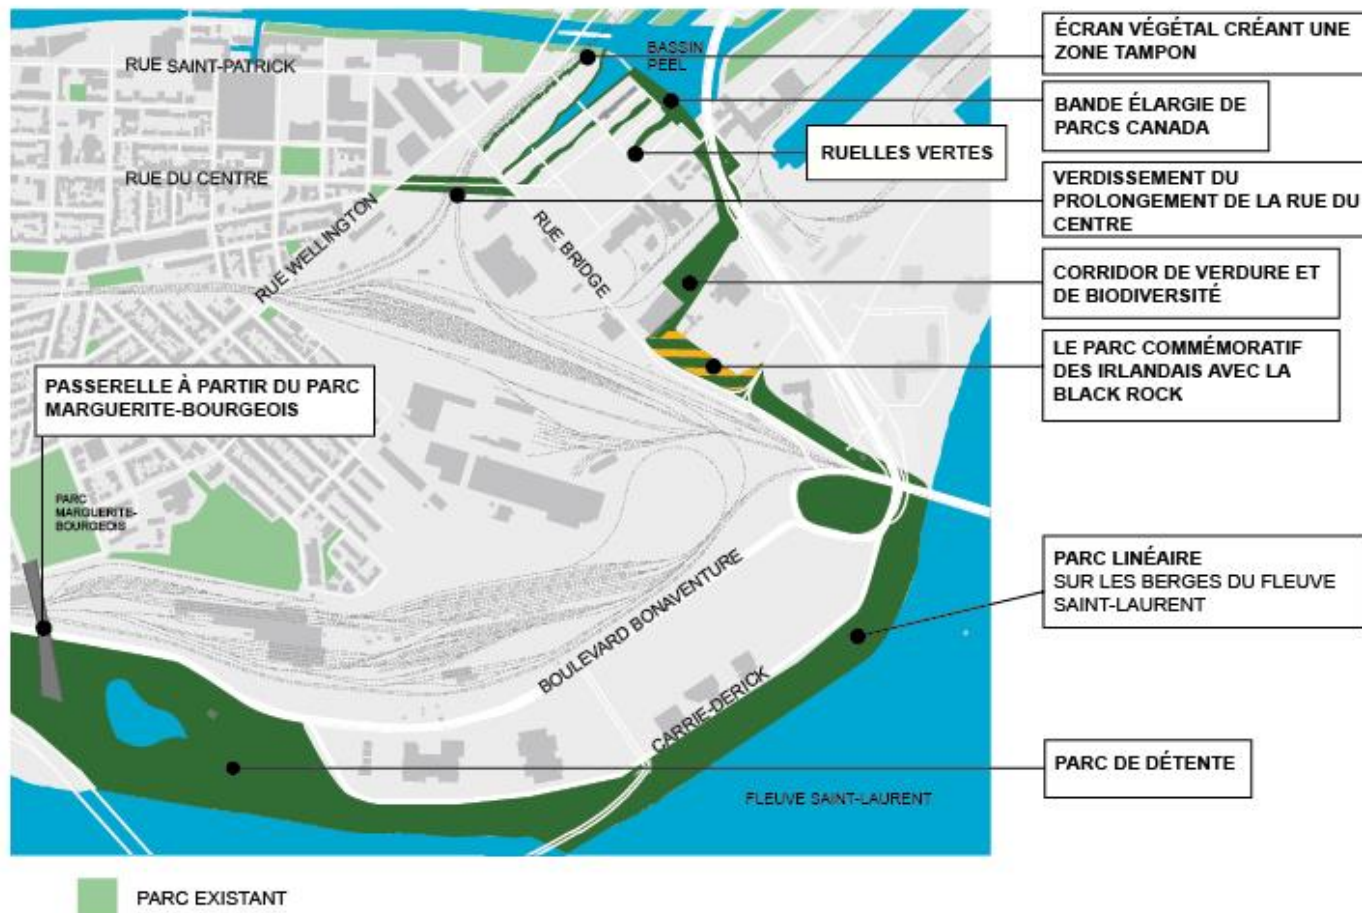 ÉCRAN VÉGÉTAL CRÉANT UNE
ZONE TAMPON
BASSIN
PEEL
RUE SAINT-PATRICK
BANDE ÉLARGIE DE
PARCS CANADA
RUELLES VERTES
RUE DU CENTRE
VERDISSEMENT DU
PROLONGEMENT DE LA RUE DU
CENTRE
RUE WELLINGTON
RUE BRIDGE
CORRIDOR DE VERDURE ET
DE BIODIVERSITÉ
LE PARC COMMÉMORATIF
DES IRLANDAIS AVEC LA
BLACK ROCK
PASSERELLE À PARTIR DU PARC
MARGUERITE-BOURGEOIS
PARC
MARGUERITE-
BOURGEOIS
BOULEVARD BONAVENTURE
PARC LINÉAIRE
SUR LES BERGES DU FLEUVE
SAINT-LAURENT
CARRIE-DERICK
PARC DE DÉTENTE
FLEUVE SAINT-LAURENT
PARC EXISTANT